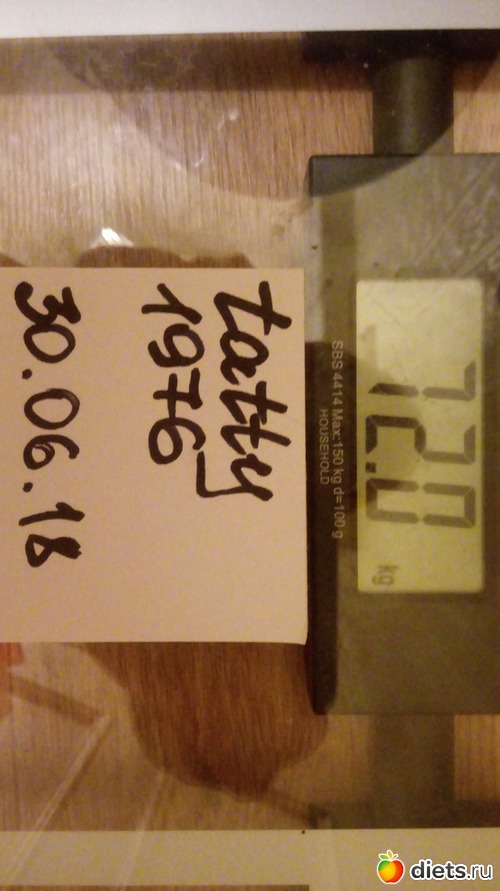 72.0
kg
SBS 4414 Max:150 kg d=100 g
HOUSEHOLD
tatty
1976
30.06.18
diets.ru